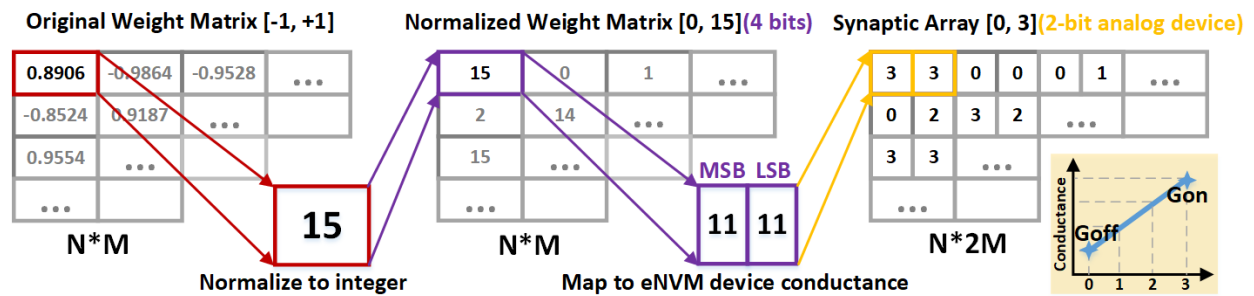 Original Weight Matrix [-1, +1]
0.8906 -0.9864 -0.9528 ...
-0.8524 0.9187 ...
0.9554 ...
...
N*M
15
Normalize to integer
Normalized Weight Matrix [0, 15](4 bits)
15 0 1 ...
2 14 ...
15 ...
...
N*M
MSB LSB
11 11
Map to eNVM device conductance
Synaptic Array [0, 3](2-bit analog device)
3 3 0 0 0 1 ...
0 2 3 2 ...
3 3 ...
...
N*2M
Conductance
Gon
Goff
0 1 2 3